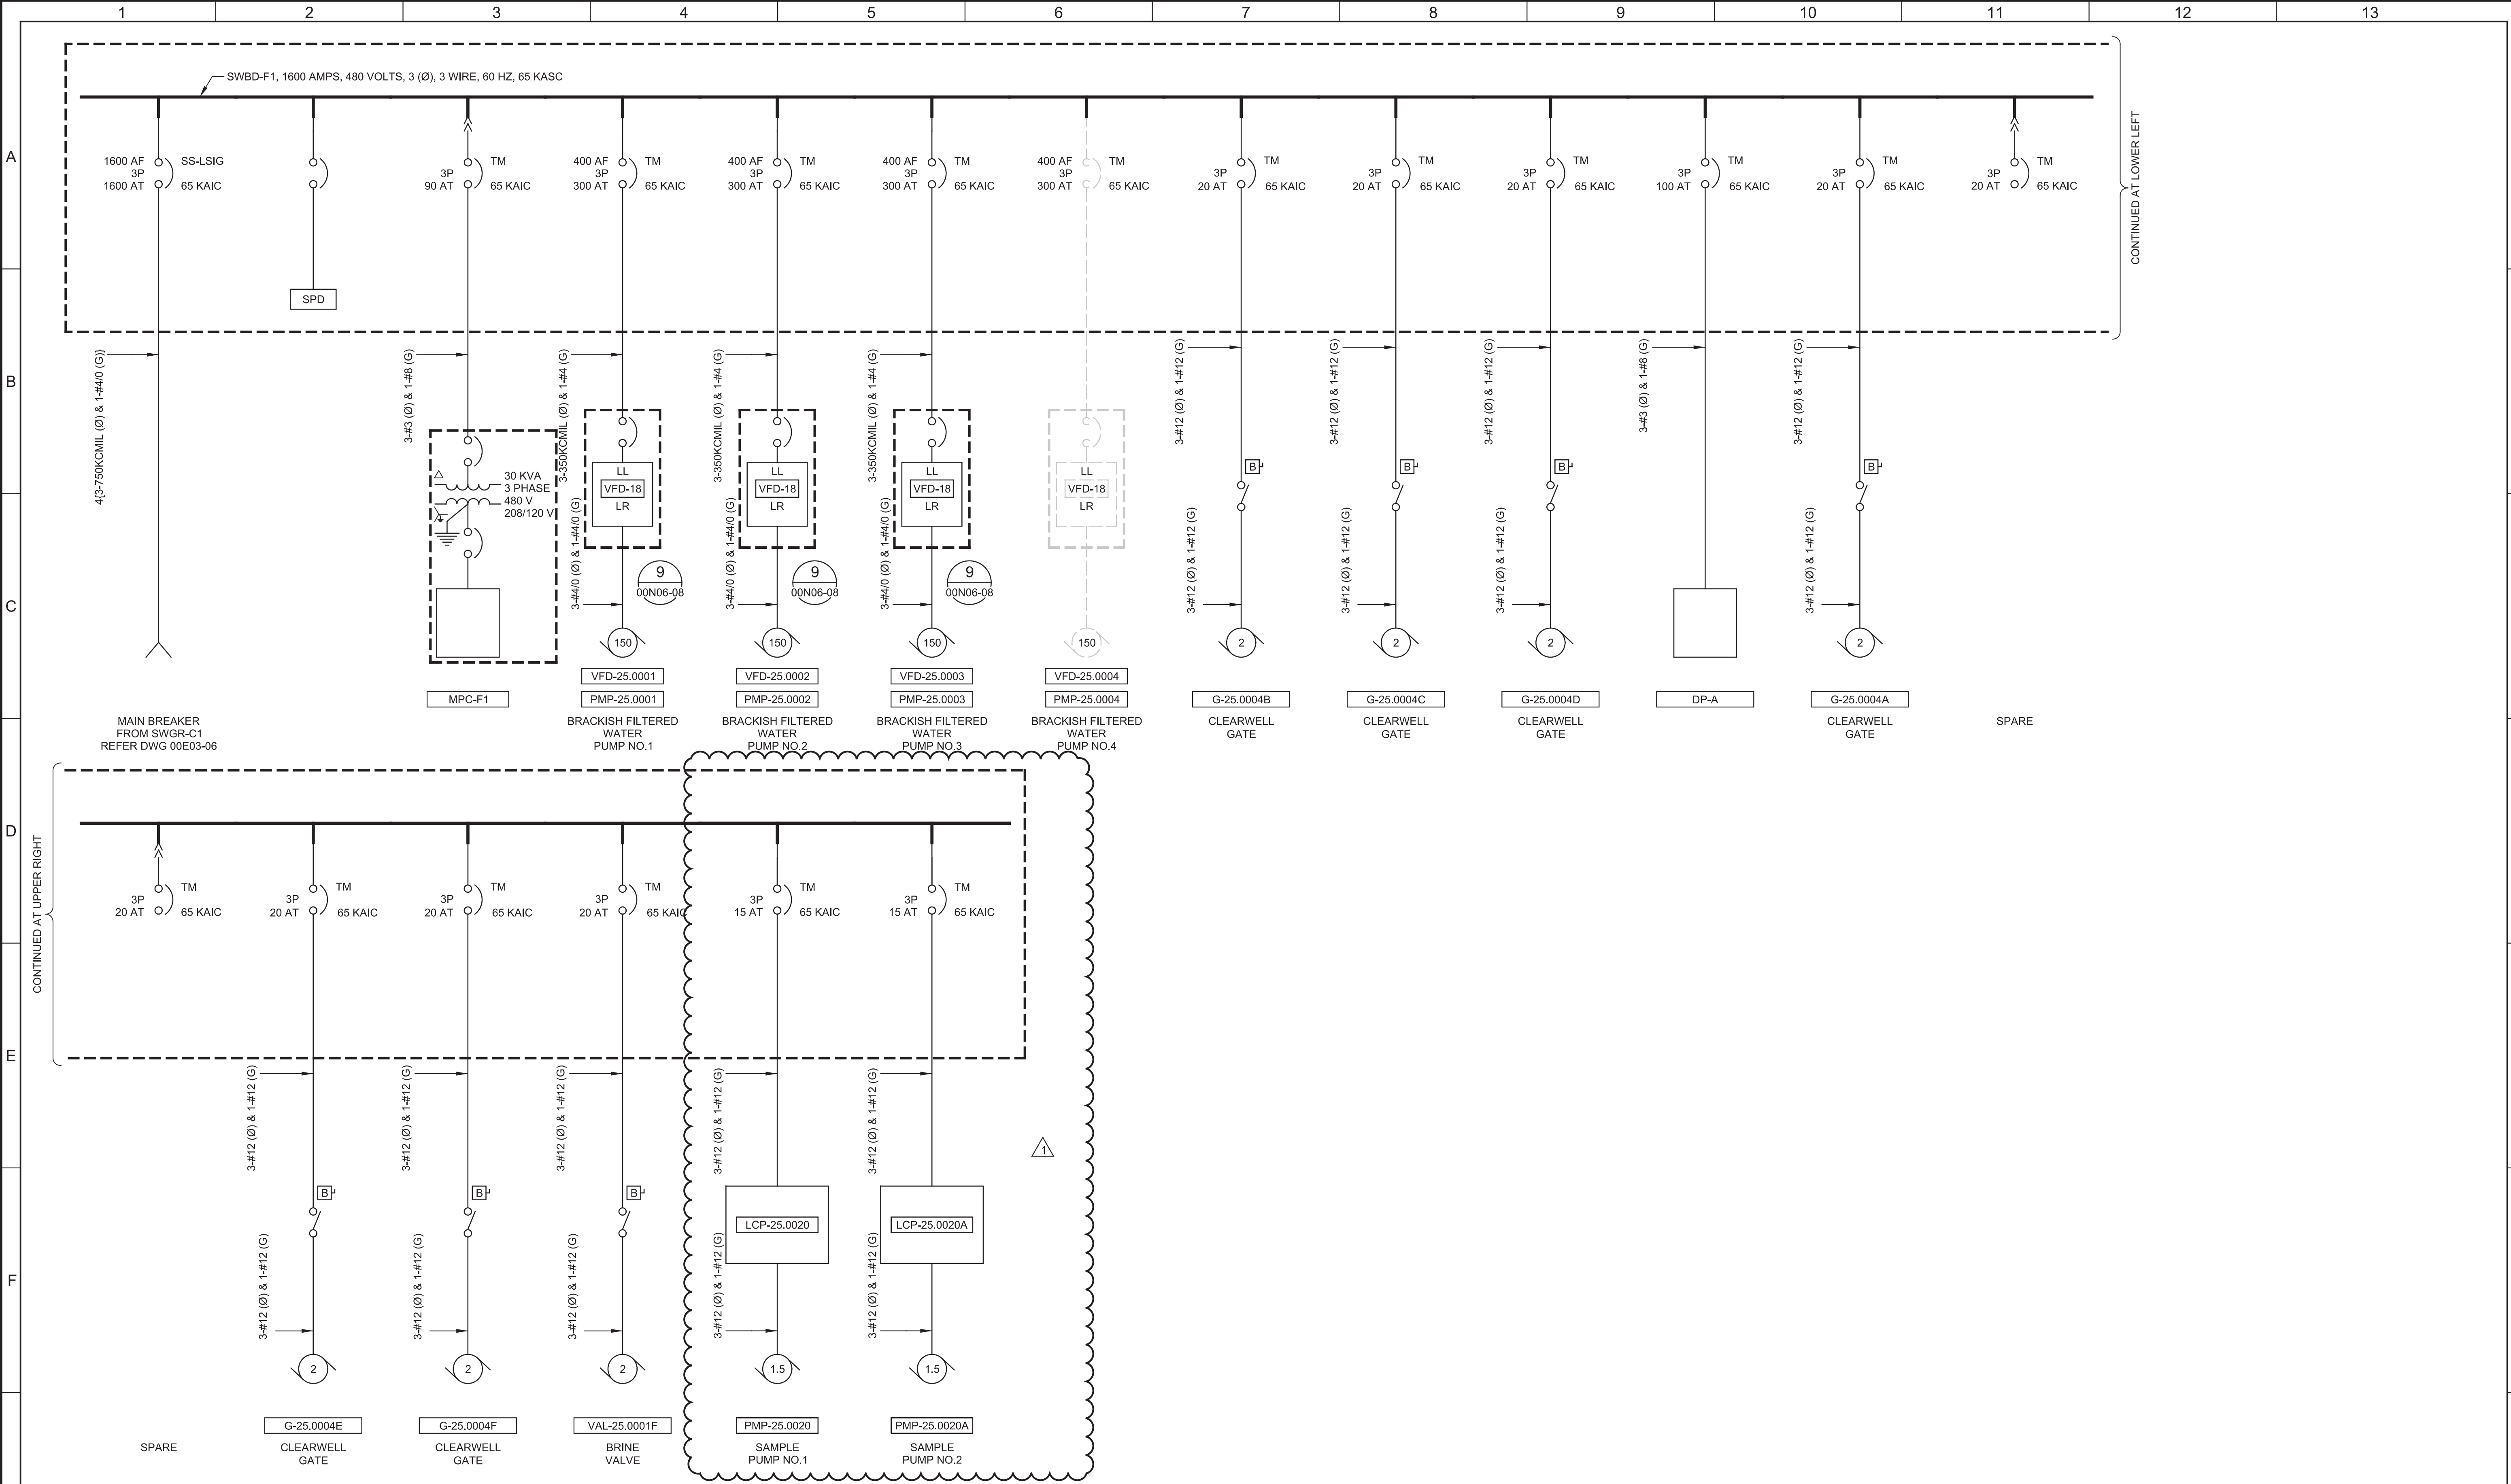 1 2 3 4 5 6 7 8 9 10 11 12 13
A
B
C
D
E
F
SWBD-F1, 1600 AMPS, 480 VOLTS, 3 (Ø), 3 WIRE, 60 HZ, 65 KASC
CONTINUED AT LOWER LEFT
1600 AF
3P
1600 AT
SS-LSIG
65 KAIC
4{3-750KCMIL (Ø) & 1-#4/0 (G)}
MAIN BREAKER
FROM SWGR-C1
REFER DWG 00E03-06
SPD
3P
90 AT
TM
65 KAIC
3-#3 (Ø) & 1-#8 (G)
30 KVA
3 PHASE
480 V
208/120 V
MPC-F1
400 AF
3P
300 AT
TM
65 KAIC
3-350KCMIL (Ø) & 1-#4 (G)
LL
VFD-18
LR
3-#4/0 (Ø) & 1-#4/0 (G)
9
00N06-08
150
VFD-25.0001
PMP-25.0001
BRACKISH FILTERED
WATER
PUMP NO.1
400 AF
3P
300 AT
TM
65 KAIC
3-350KCMIL (Ø) & 1-#4 (G)
LL
VFD-18
LR
3-#4/0 (Ø) & 1-#4/0 (G)
9
00N06-08
150
VFD-25.0002
PMP-25.0002
BRACKISH FILTERED
WATER
PUMP NO.2
400 AF
3P
300 AT
TM
65 KAIC
3-350KCMIL (Ø) & 1-#4 (G)
LL
VFD-18
LR
3-#4/0 (Ø) & 1-#4/0 (G)
9
00N06-08
150
VFD-25.0003
PMP-25.0003
BRACKISH FILTERED
WATER
PUMP NO.3
400 AF
3P
300 AT
TM
65 KAIC
LL
VFD-18
LR
150
VFD-25.0004
PMP-25.0004
BRACKISH FILTERED
WATER
PUMP NO.4
3P
20 AT
TM
65 KAIC
3-#12 (Ø) & 1-#12 (G)
B
3-#12 (Ø) & 1-#12 (G)
2
G-25.0004B
CLEARWELL
GATE
3P
20 AT
TM
65 KAIC
3-#12 (Ø) & 1-#12 (G)
B
3-#12 (Ø) & 1-#12 (G)
2
G-25.0004C
CLEARWELL
GATE
3P
20 AT
TM
65 KAIC
3-#12 (Ø) & 1-#12 (G)
B
3-#12 (Ø) & 1-#12 (G)
2
G-25.0004D
CLEARWELL
GATE
3P
100 AT
TM
65 KAIC
3-#3 (Ø) & 1-#8 (G)
DP-A
3P
20 AT
TM
65 KAIC
3-#12 (Ø) & 1-#12 (G)
B
3-#12 (Ø) & 1-#12 (G)
2
G-25.0004A
CLEARWELL
GATE
3P
20 AT
TM
65 KAIC
SPARE
CONTINUED AT UPPER RIGHT
3P
20 AT
TM
65 KAIC
SPARE
3P
20 AT
TM
65 KAIC
3-#12 (Ø) & 1-#12 (G)
B
3-#12 (Ø) & 1-#12 (G)
2
G-25.0004E
CLEARWELL
GATE
3P
20 AT
TM
65 KAIC
3-#12 (Ø) & 1-#12 (G)
B
3-#12 (Ø) & 1-#12 (G)
2
G-25.0004F
CLEARWELL
GATE
3P
20 AT
TM
65 KAIC
3-#12 (Ø) & 1-#12 (G)
B
3-#12 (Ø) & 1-#12 (G)
2
VAL-25.0001F
BRINE
VALVE
3P
15 AT
TM
65 KAIC
3-#12 (Ø) & 1-#12 (G)
LCP-25.0020
3-#12 (Ø) & 1-#12 (G)
1.5
PMP-25.0020
SAMPLE
PUMP NO.1
3P
15 AT
TM
65 KAIC
3-#12 (Ø) & 1-#12 (G)
LCP-25.0020A
3-#12 (Ø) & 1-#12 (G)
1.5
PMP-25.0020A
SAMPLE
PUMP NO.2
1